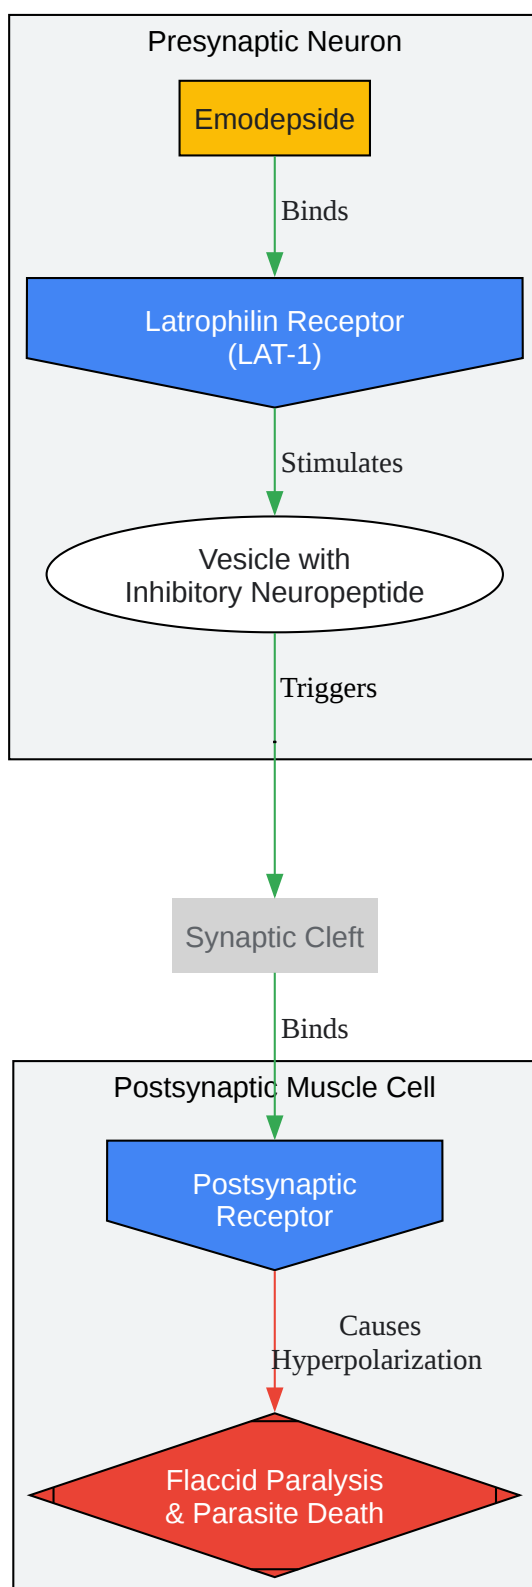 Presynaptic Neuron
Emodepside
Binds
Latrophilin Receptor
(LAT-1)
Stimulates
Vesicle with
Inhibitory Neuropeptide
Triggers
.
Synaptic Cleft
Binds
Postsynaptic Muscle Cell
Postsynaptic
Receptor
Causes
Hyperpolarization
Flaccid Paralysis
& Parasite Death